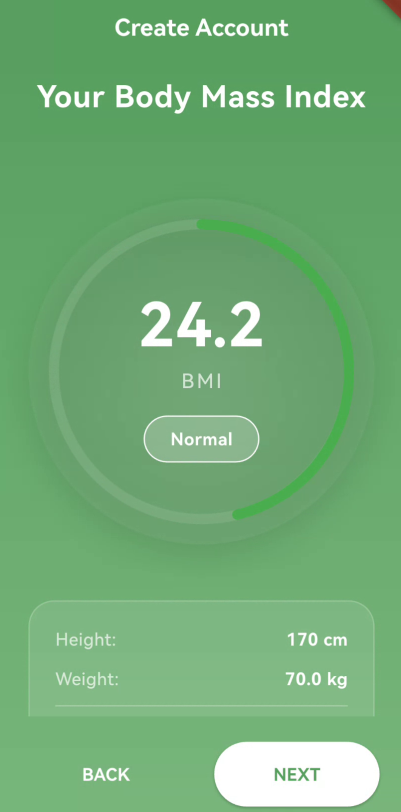 Create Account
Your Body Mass Index
24.2
BMI
Normal
Height: 170 cm
Weight: 70.0 kg
BACK NEXT